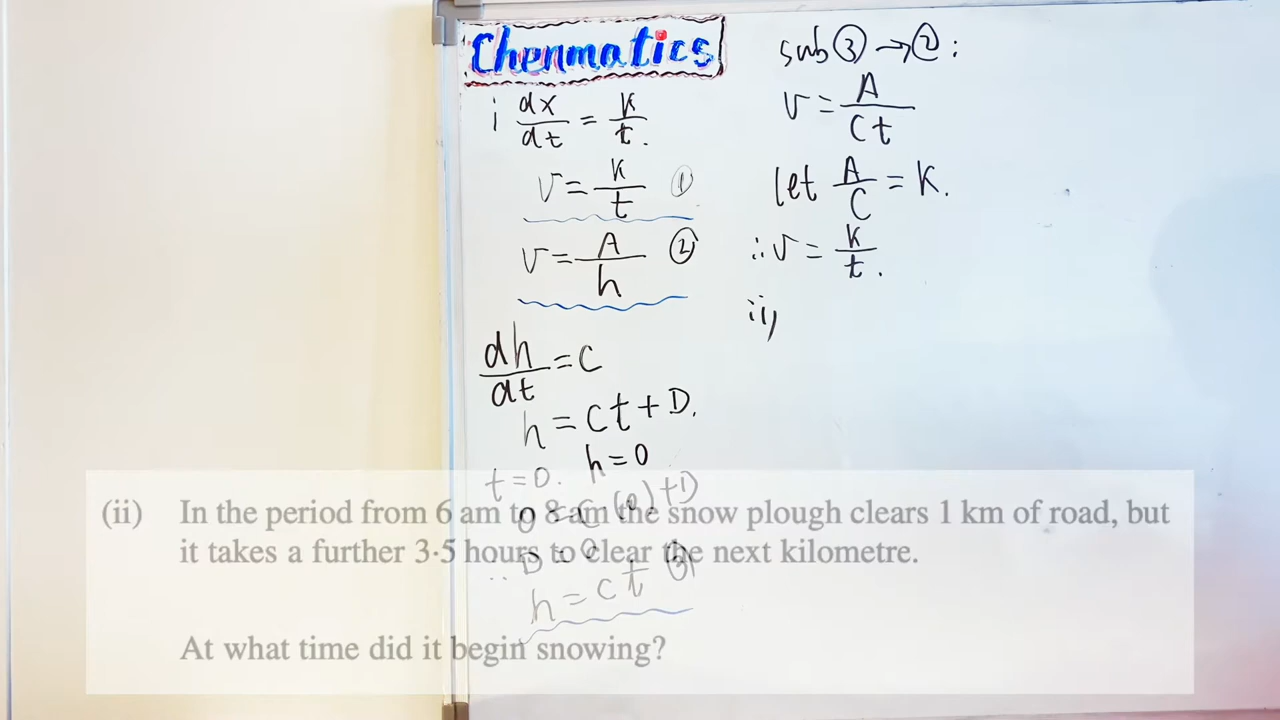 Chenmatics
i dx/dt = k/t.
v = k/t ①
v = A/h ②
dh/dt = C
h = ct + D.
t = 0. h = 0
0 = C(0) + D
∴ D = 0
h = ct ③
sub ③ → ② :
v = A/Ct
let A/C = K.
∴ v = k/t.
ii,
(ii) In the period from 6 am to 8 am the snow plough clears 1 km of road, but
it takes a further 3·5 hours to clear the next kilometre.
At what time did it begin snowing?